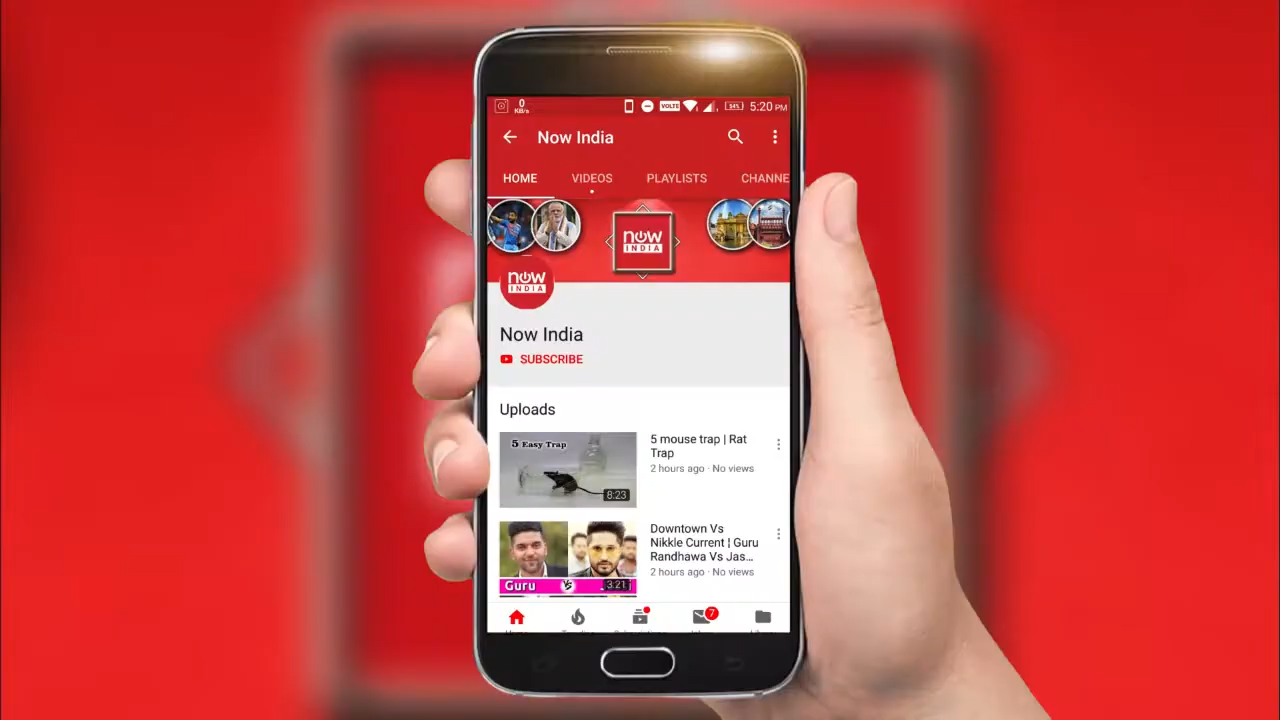 0
KB/s
VOLTE
54%
5:20 PM
Now India
HOME
VIDEOS
PLAYLISTS
CHANNE
now
INDIA
now
INDIA
Now India
SUBSCRIBE
Uploads
5 Easy Trap
8:23
5 mouse trap | Rat
Trap
2 hours ago · No views
Guru
VS
3:21
Downtown Vs
Nikkle Current ¦ Guru
Randhawa Vs Jas...
2 hours ago · No views
7